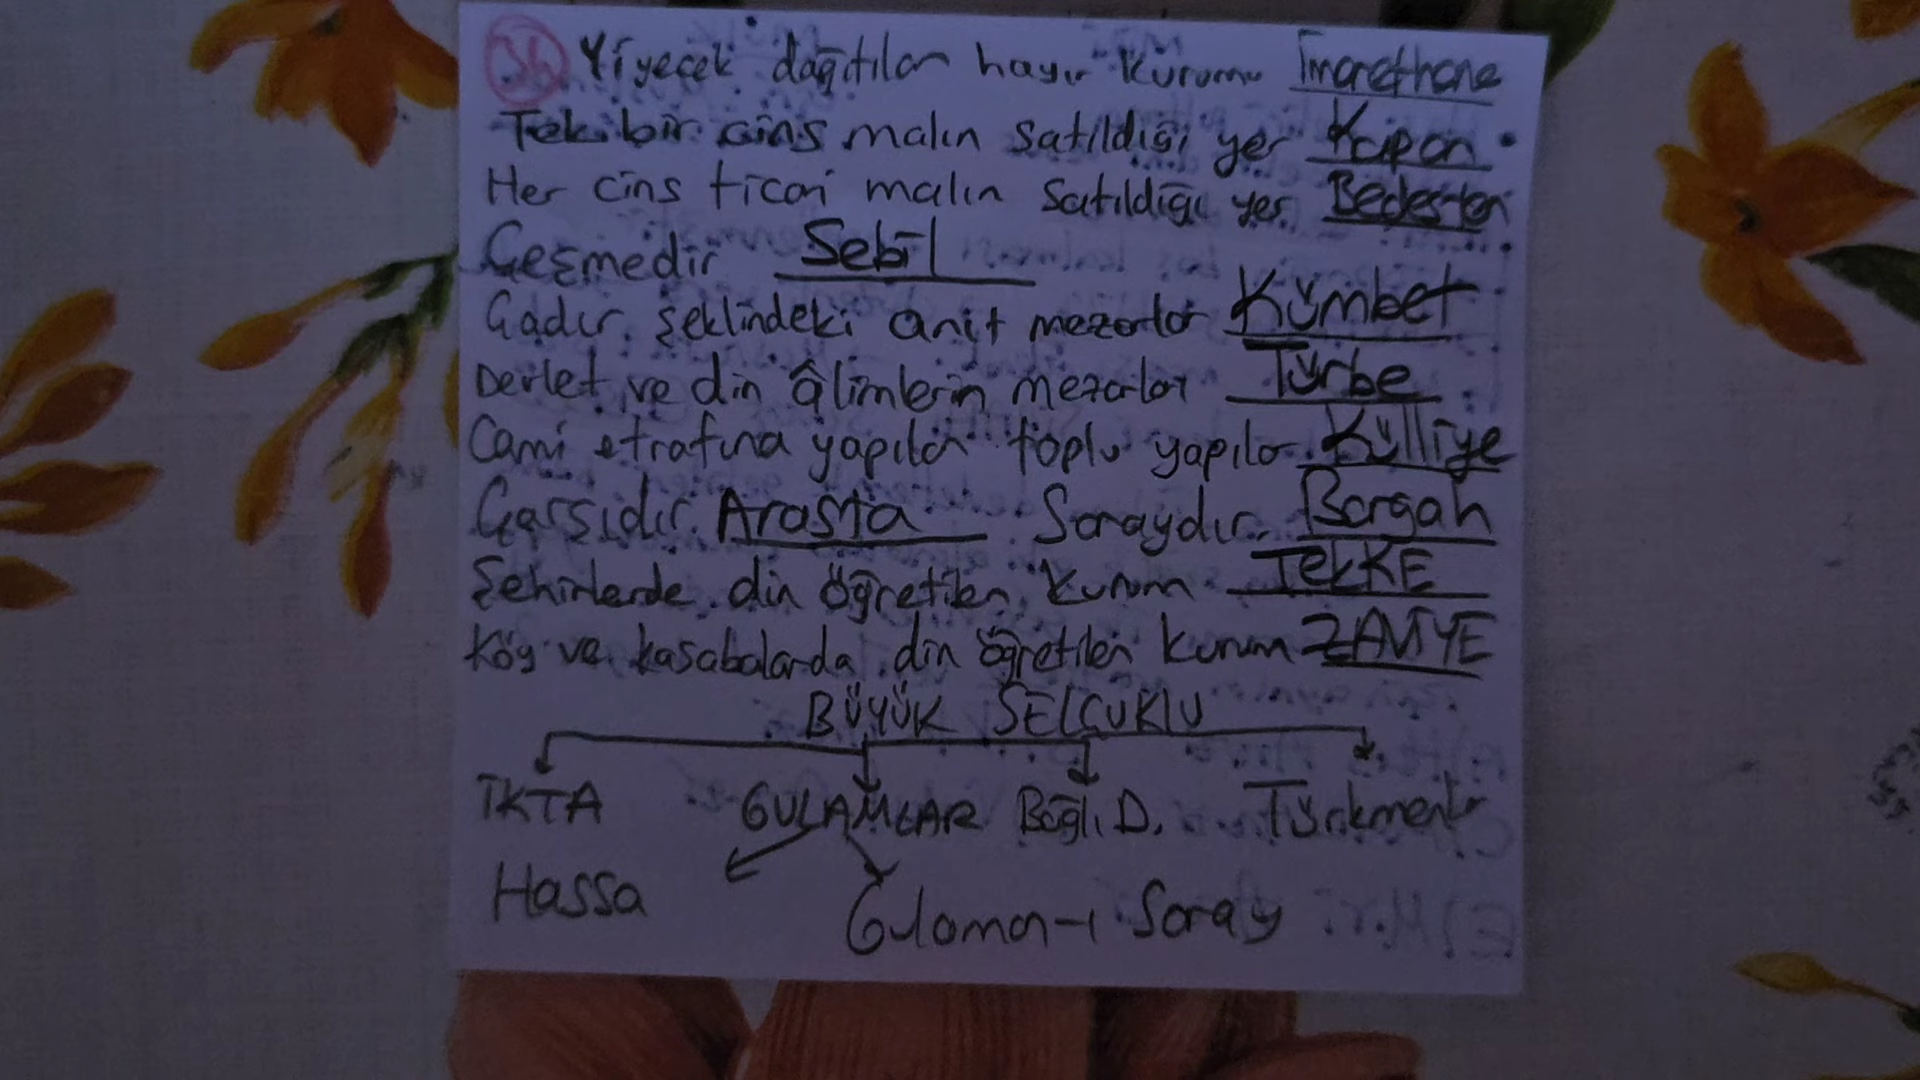 36 Yiyecek dağıtılan hayır kurumu İmarethane
Tek bir cins malın satıldığı yer Kapan
Her cins ticari malın satıldığı yer Bedesten
Çeşmedir Sebil
Çadır şeklindeki anıt mezarlar Kümbet
Devlet ve din âlimlerin mezarlar Türbe
Cami etrafına yapılan toplu yapılar Külliye
Çarşıdır Arasta Saraydır Bargah
Şehirlerde din öğretilen kurum TEKKE
Köy ve kasabalarda din öğretilen kurum ZAVİYE
BÜYÜK SELÇUKLU
İKTA GULAMLAR Bağlı D. Türkmenler
Hassa Gulaman-ı Saray